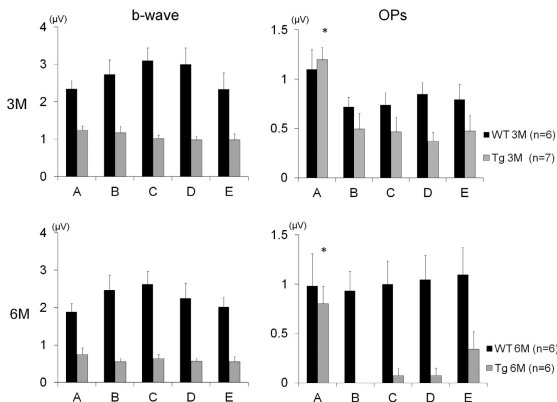 b-wave
OPs
3M
(μV)
4
3
2
1
0
A B C D E
(μV)
1.5
1
0.5
0
*
A B C D E
WT 3M (n=6)
Tg 3M (n=7)
6M
(μV)
4
3
2
1
0
A B C D E
(μV)
1.5
1
0.5
0
*
A B C D E
WT 6M (n=6)
Tg 6M (n=6)